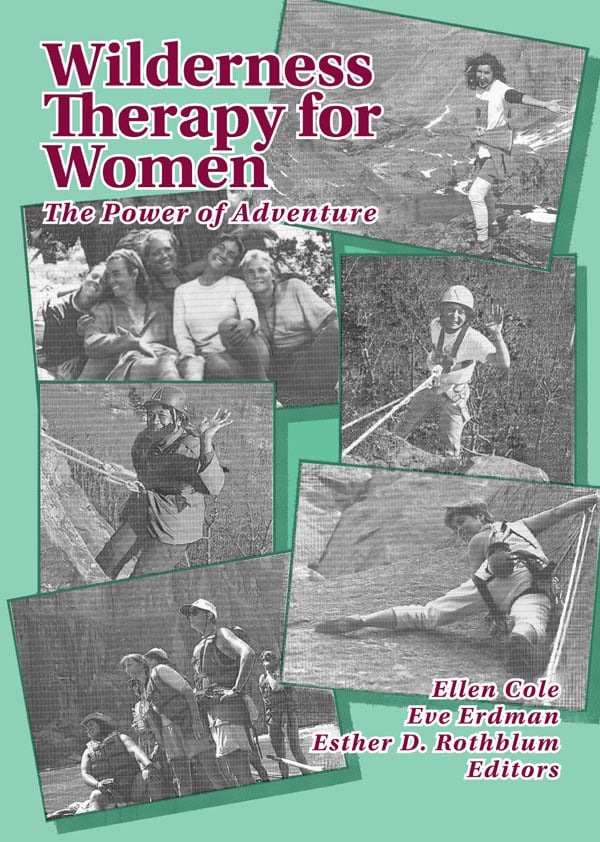 Wilderness
Therapy for
Women
The Power of Adventure
Ellen Cole
Eve Erdman
Esther D. Rothblum
Editors